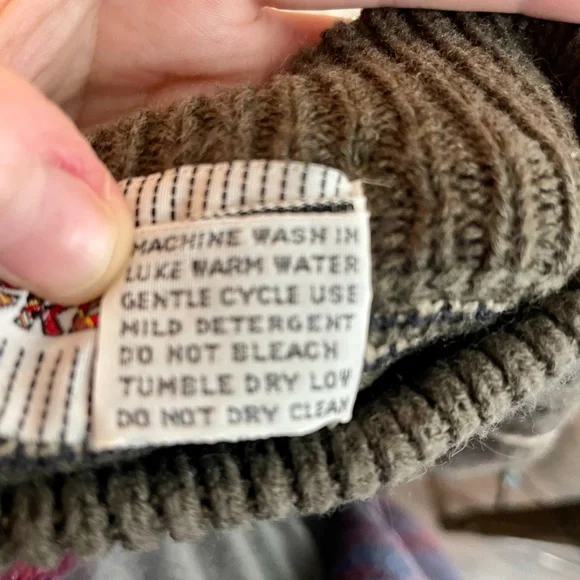 MACHINE WASH IN
LUKE WARM WATER
GENTLE CYCLE USE
MILD DETERGENT
DO NOT BLEACH
TUMBLE DRY LOW
DO NOT DRY CLEAN